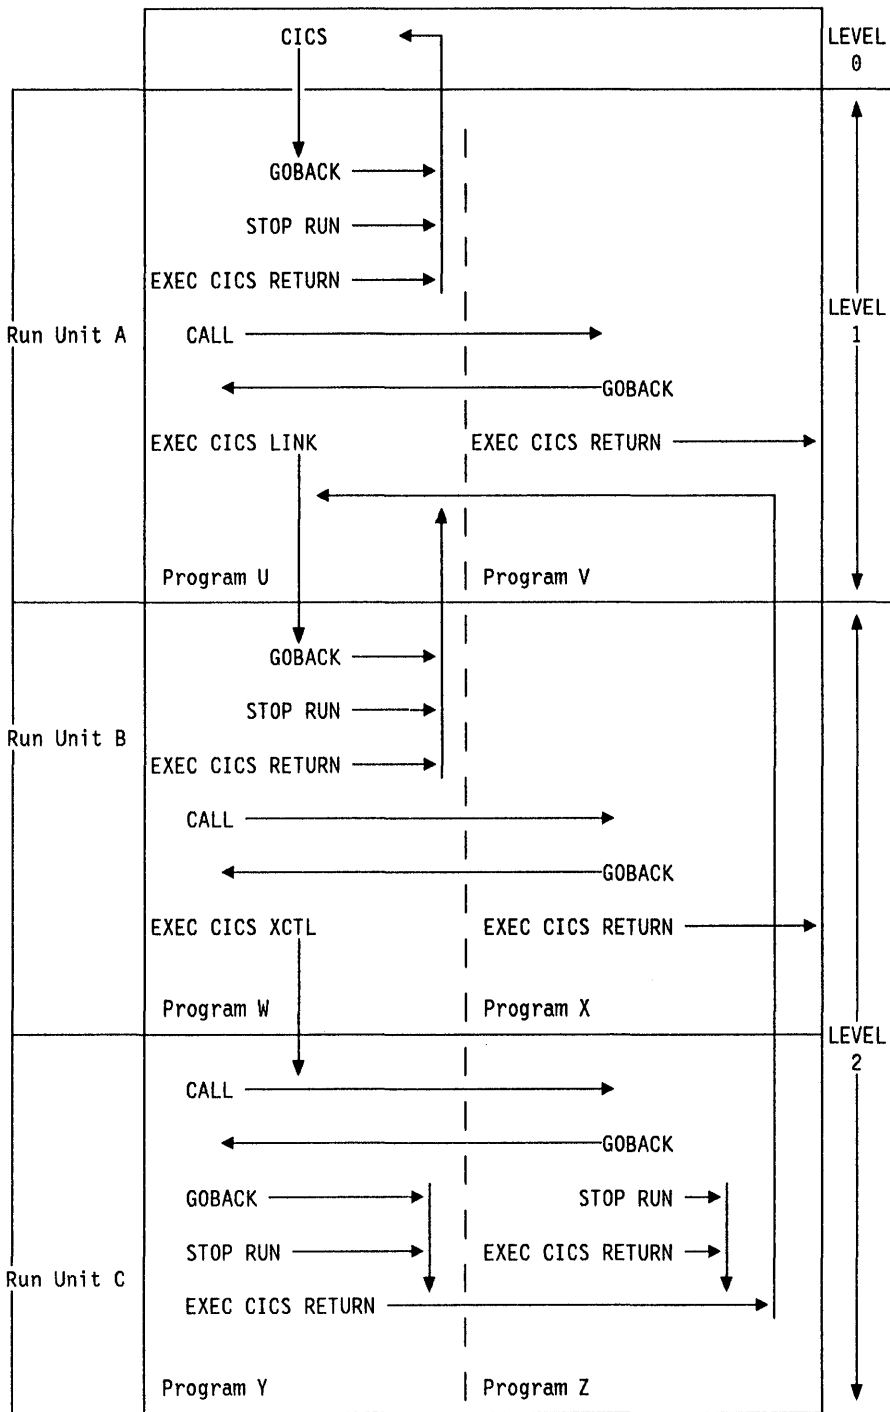 CICS
LEVEL
0
GOBACK
STOP RUN
EXEC CICS RETURN
Run Unit A
CALL
LEVEL
1
GOBACK
EXEC CICS LINK
EXEC CICS RETURN
Program U
Program V
GOBACK
STOP RUN
Run Unit B
EXEC CICS RETURN
CALL
GOBACK
EXEC CICS XCTL
EXEC CICS RETURN
Program W
Program X
LEVEL
2
CALL
GOBACK
GOBACK
STOP RUN
STOP RUN
EXEC CICS RETURN
Run Unit C
EXEC CICS RETURN
Program Y
Program Z